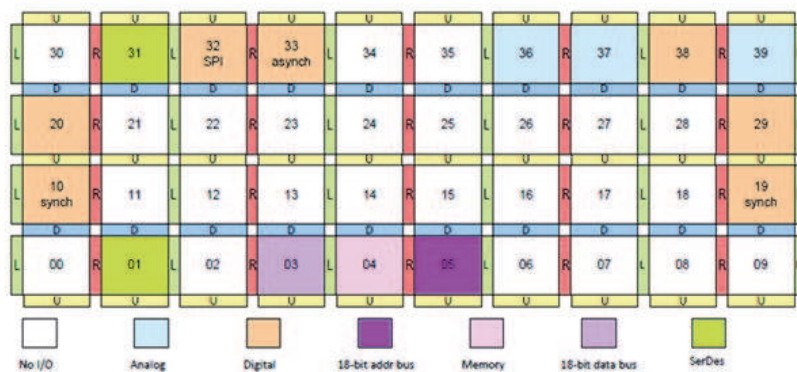 U U U U U U U U U U
L 30 R 31 L 32 R 33 L 34 R 35 L 36 R 37 L 38 R 39
SPI asynch
D D D D D D D D D D
L 20 R 21 L 22 R 23 L 24 R 25 L 26 R 27 L 28 R 29
U U U U U U U U U U
L 10 R 11 L 12 R 13 L 14 R 15 L 16 R 17 L 18 R 19
synch synch
D D D D D D D D D D
L 00 R 01 L 02 R 03 L 04 R 05 L 06 R 07 L 08 R 09
U U U U U U U U U U
No I/O Analog Digital 18-bit addr bus Memory 18-bit data bus SerDes